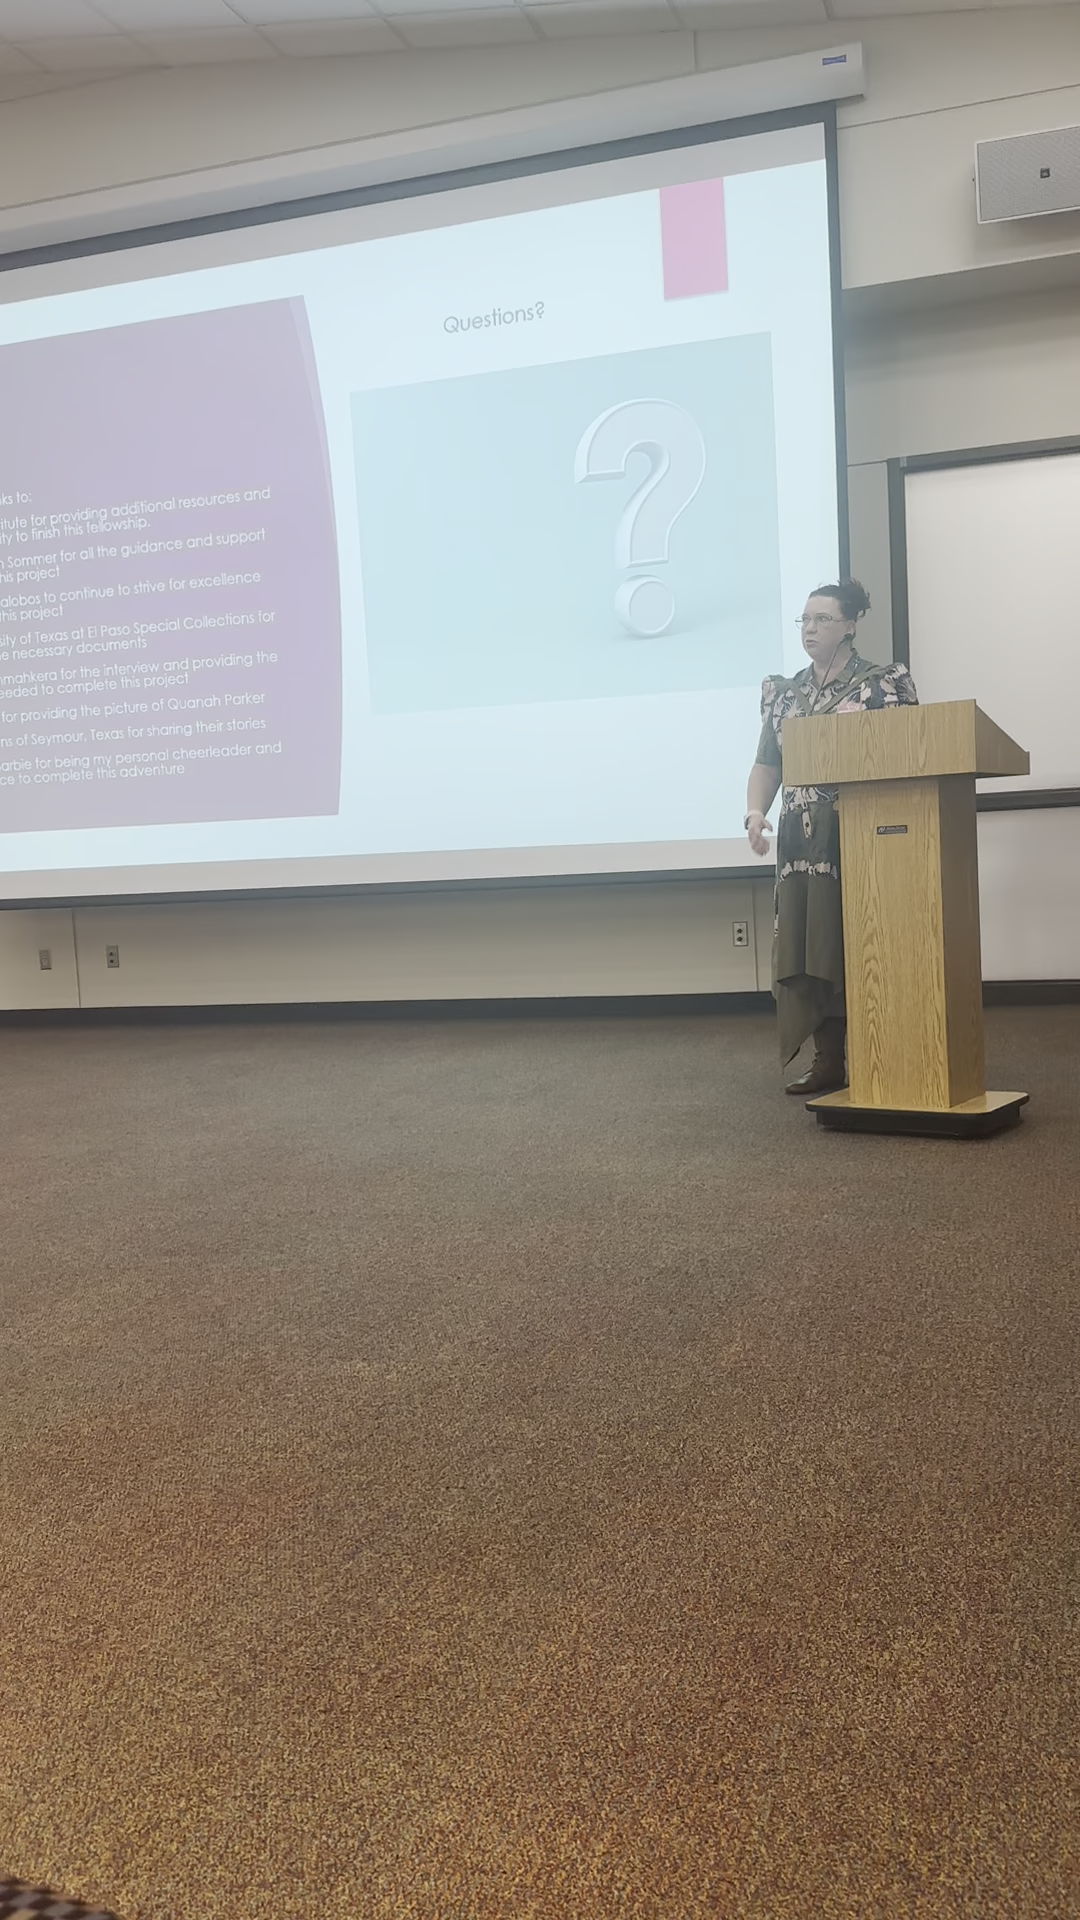 Questions?
ks to:
itute for providing additional resources and
ity to finish this fellowship.
n Sommer for all the guidance and support
his project
alobos to continue to strive for excellence
this project
sity of Texas at El Paso Special Collections for
e necessary documents
nmahkera for the interview and providing the
eeded to complete this project
for providing the picture of Quanah Parker
ns of Seymour, Texas for sharing their stories
arbie for being my personal cheerleader and
ce to complete this adventure